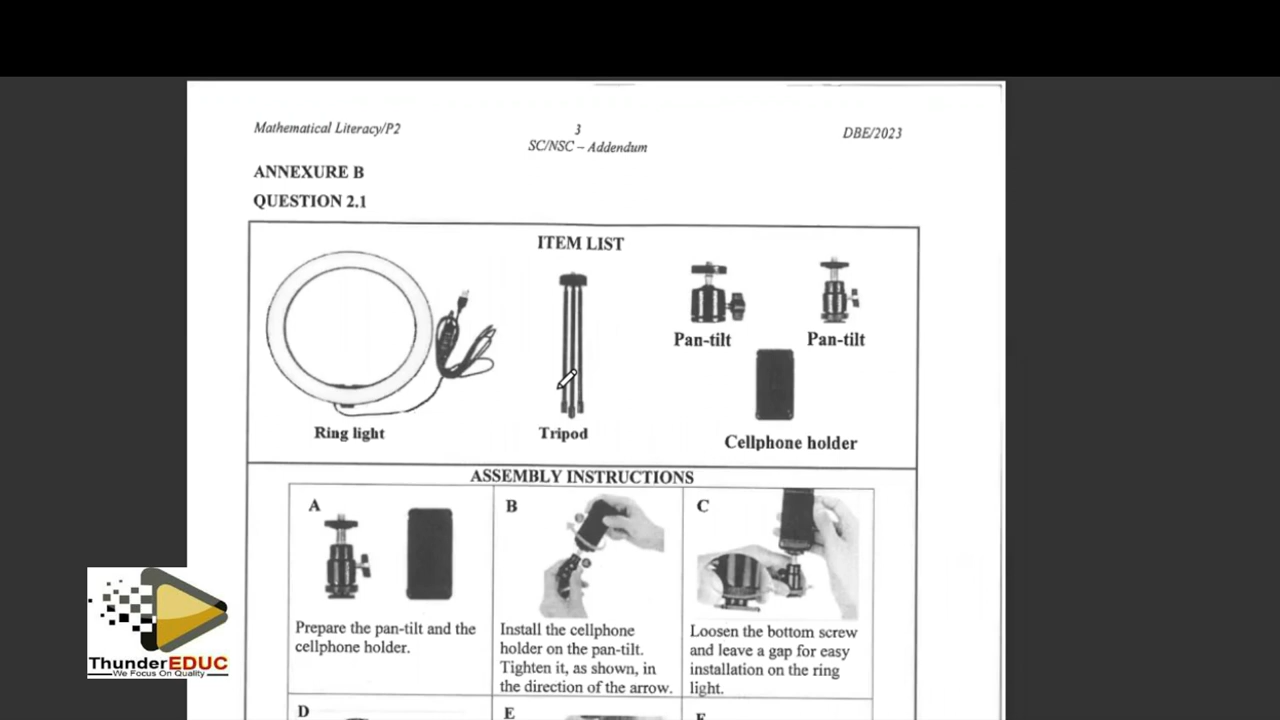 Mathematical Literacy/P2
3
SC/NSC – Addendum
DBE/2023
ANNEXURE B
QUESTION 2.1
ITEM LIST
Ring light
Tripod
Pan-tilt
Pan-tilt
Cellphone holder
ASSEMBLY INSTRUCTIONS
A
Prepare the pan-tilt and the
cellphone holder.
B
Install the cellphone
holder on the pan-tilt.
Tighten it, as shown, in
the direction of the arrow.
C
Loosen the bottom screw
and leave a gap for easy
installation on the ring
light.
D
E
F
ThunderEDUC
We Focus On Quality